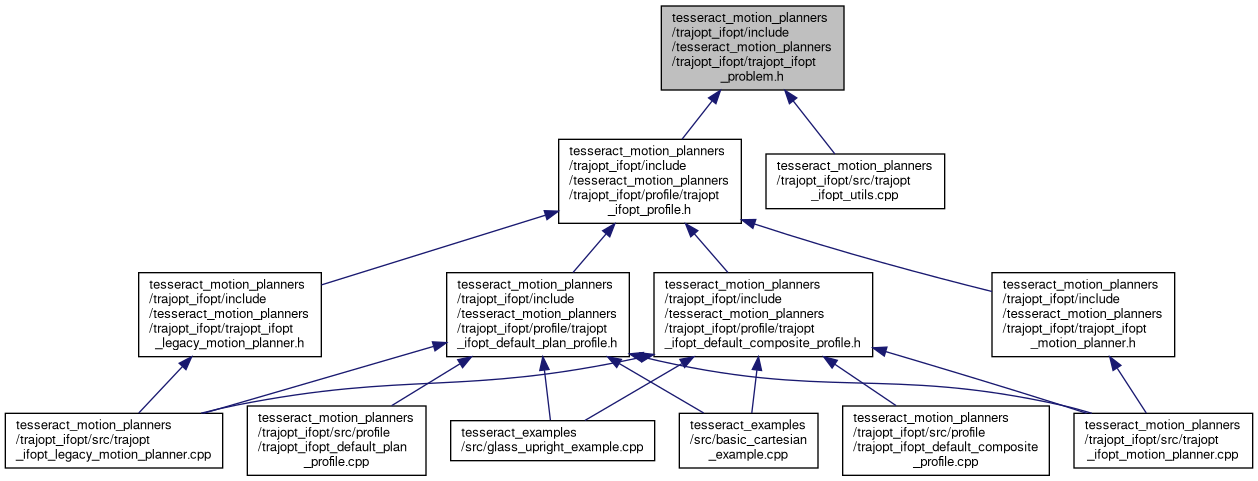 tesseract_motion_planners
/trajopt_ifopt/include
/tesseract_motion_planners
/trajopt_ifopt/trajopt_ifopt
_problem.h
tesseract_motion_planners
/trajopt_ifopt/include
/tesseract_motion_planners
/trajopt_ifopt/profile/trajopt
_ifopt_profile.h
tesseract_motion_planners
/trajopt_ifopt/src/trajopt
_ifopt_utils.cpp
tesseract_motion_planners
/trajopt_ifopt/include
/tesseract_motion_planners
/trajopt_ifopt/trajopt_ifopt
_legacy_motion_planner.h
tesseract_motion_planners
/trajopt_ifopt/include
/tesseract_motion_planners
/trajopt_ifopt/profile/trajopt
_ifopt_default_plan_profile.h
tesseract_motion_planners
/trajopt_ifopt/include
/tesseract_motion_planners
/trajopt_ifopt/profile/trajopt
_ifopt_default_composite_profile.h
tesseract_motion_planners
/trajopt_ifopt/include
/tesseract_motion_planners
/trajopt_ifopt/trajopt_ifopt
_motion_planner.h
tesseract_motion_planners
/trajopt_ifopt/src/trajopt
_ifopt_legacy_motion_planner.cpp
tesseract_motion_planners
/trajopt_ifopt/src/profile
/trajopt_ifopt_default_plan
_profile.cpp
tesseract_examples
/src/glass_upright_example.cpp
tesseract_examples
/src/basic_cartesian
_example.cpp
tesseract_motion_planners
/trajopt_ifopt/src/profile
/trajopt_ifopt_default_composite
_profile.cpp
tesseract_motion_planners
/trajopt_ifopt/src/trajopt
_ifopt_motion_planner.cpp